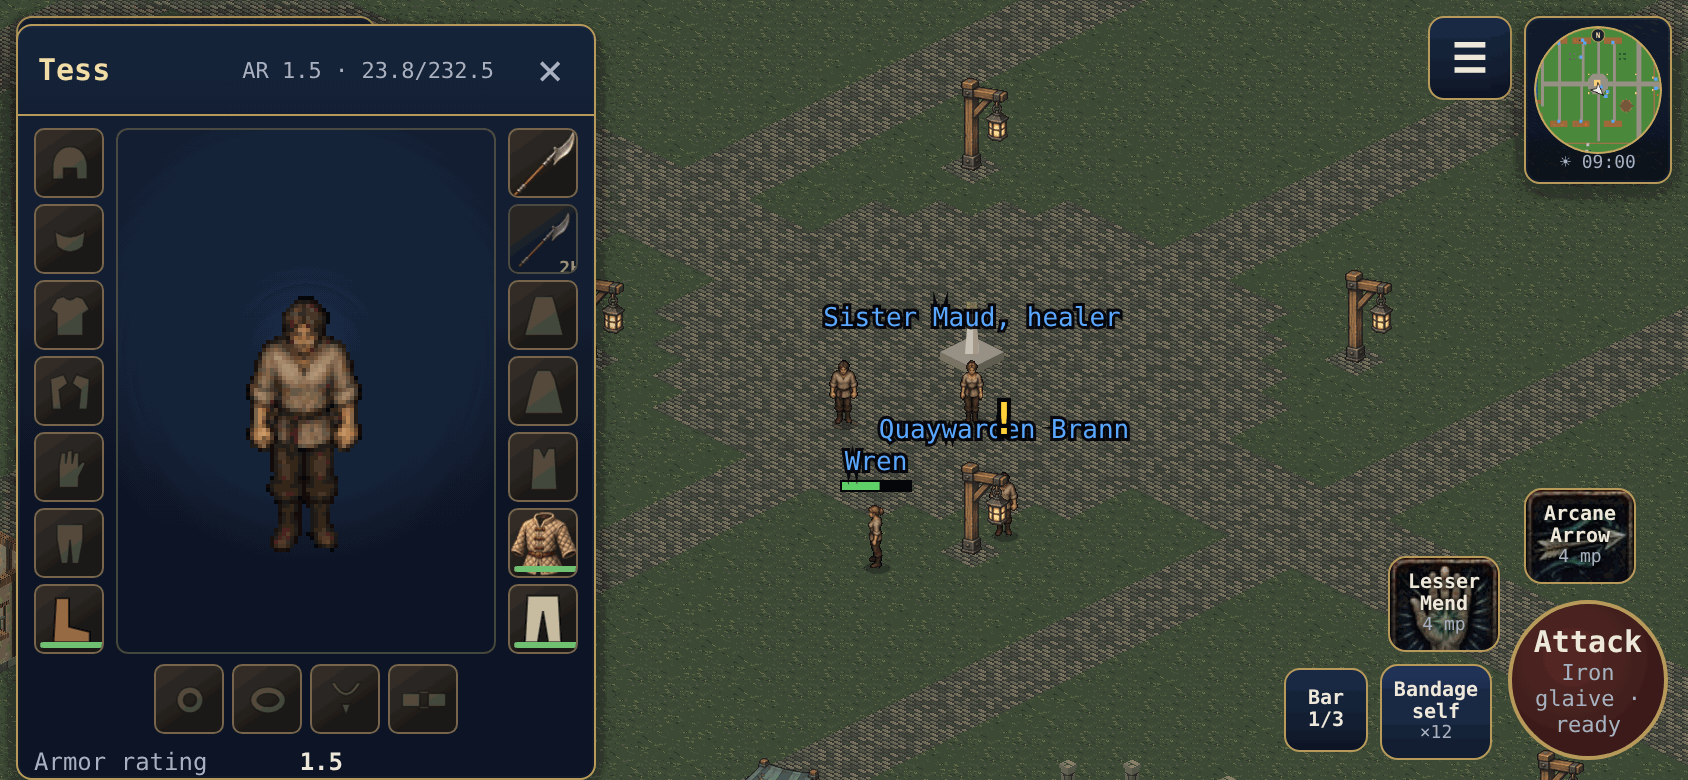 Tess
AR 1.5 · 23.8/232.5
✕
Armor rating 1.5
Sister Maud, healer
!
Quaywarden Brann
Wren
N
☀ 09:00
Arcane
Arrow
4 mp
Lesser
Mend
4 mp
Attack
Iron
glaive ·
ready
Bar
1/3
Bandage
self
×12